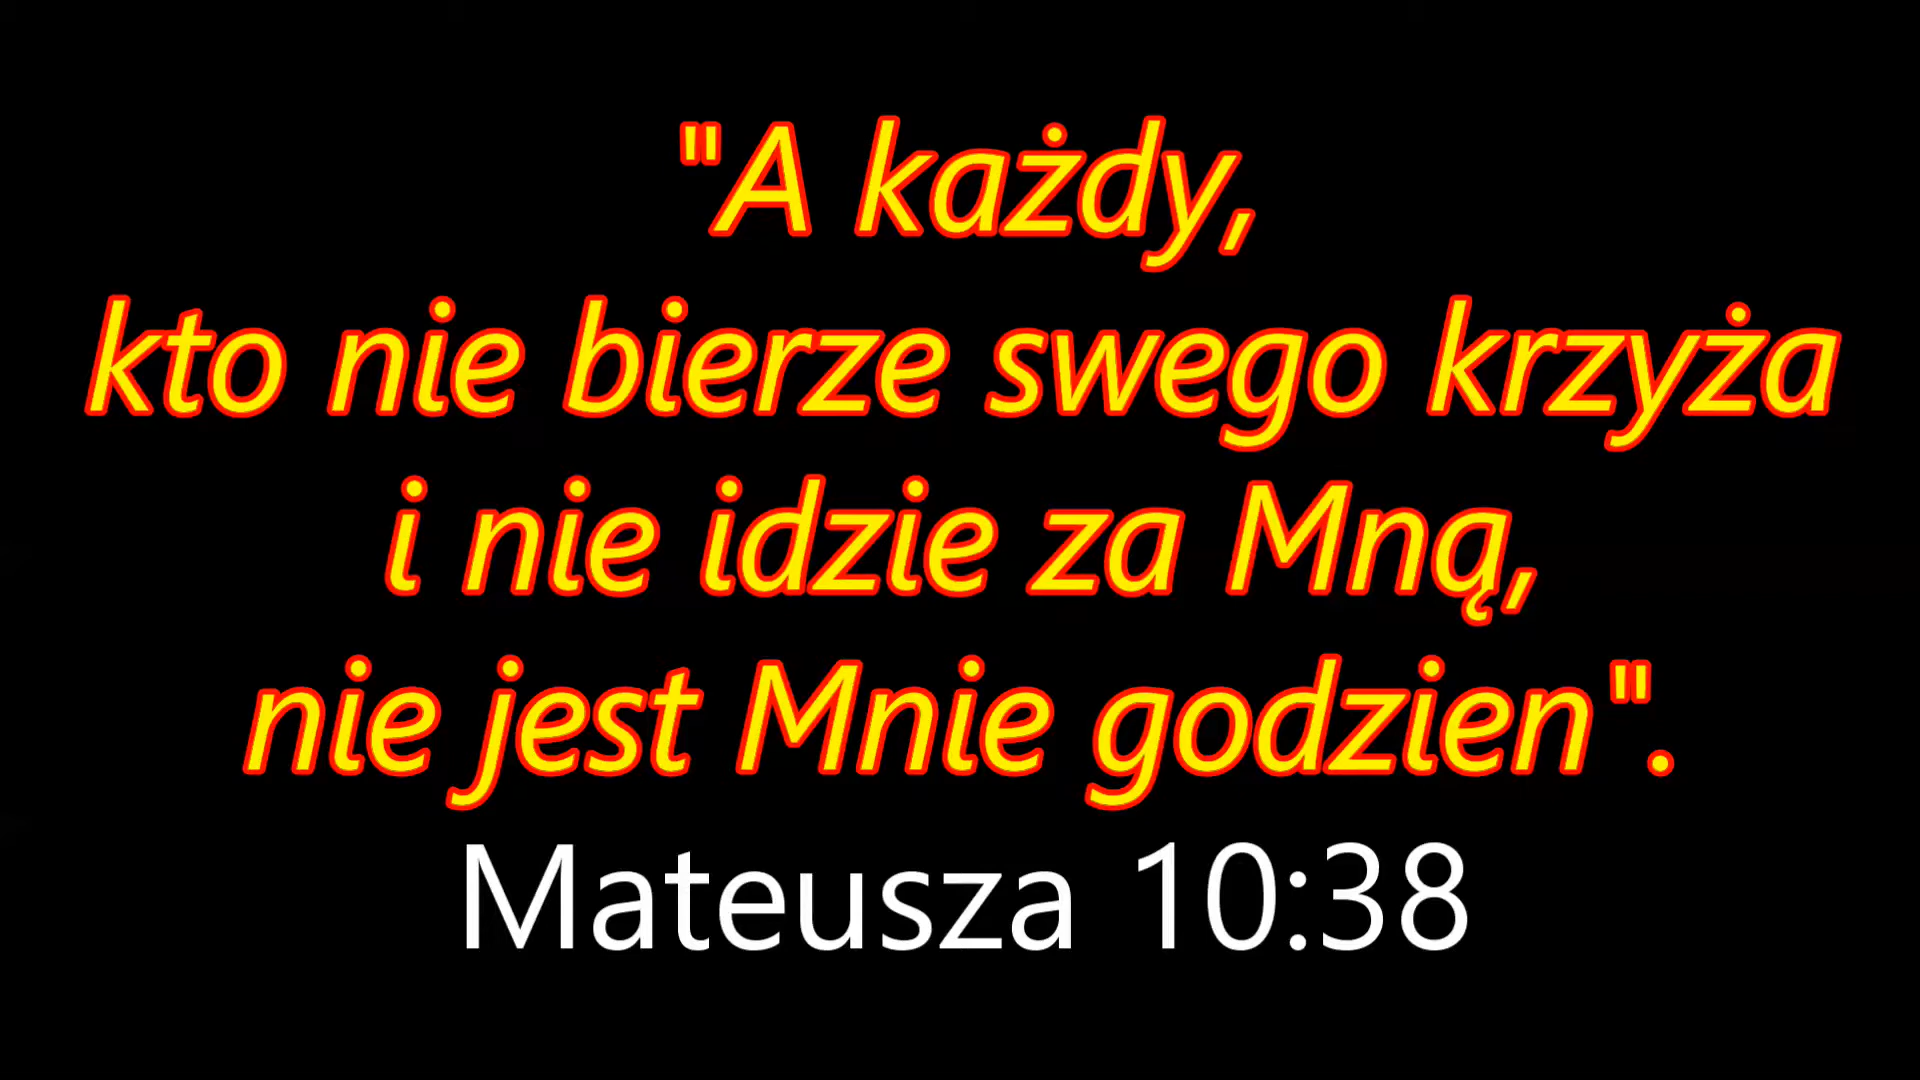 "A każdy,
kto nie bierze swego krzyża
i nie idzie za Mną,
nie jest Mnie godzien".
Mateusza 10:38